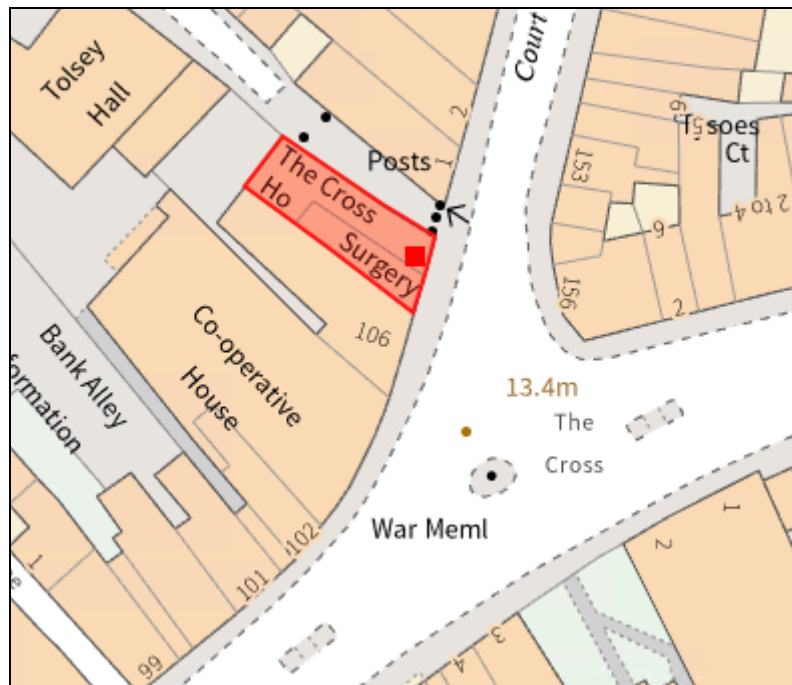 Court
Tolsey
Hall
2
Posts
1
The Cross
Ho
Surgery
153
6
Ct
2 to 4
6
156
2
106
Co-operative
House
Bank Alley
formation
13.4m
The
Cross
War Meml
1
2
102
101
99
1
3
4